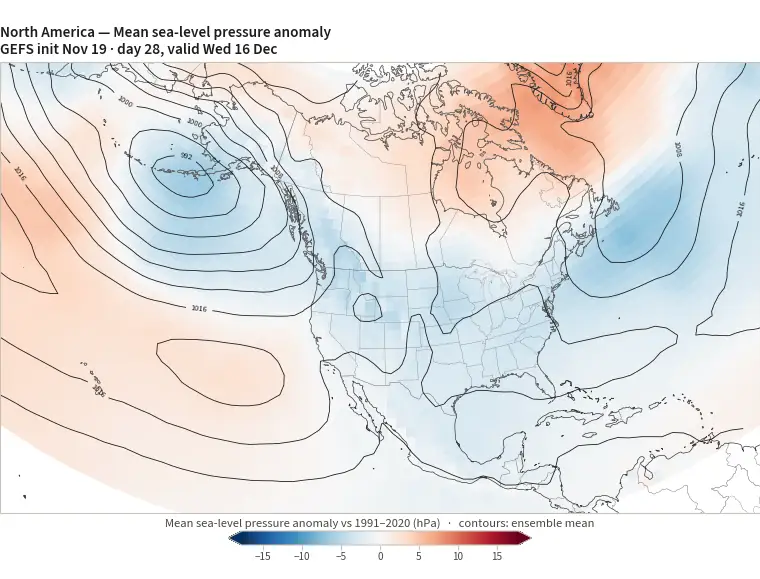 North America — Mean sea-level pressure anomaly
GEFS init Nov 19 · day 28, valid Wed 16 Dec
1016
1000
1000
992
1008
1008
1016
1016
1016
1016
Mean sea-level pressure anomaly vs 1991–2020 (hPa) · contours: ensemble mean
−15 −10 −5 0 5 10 15